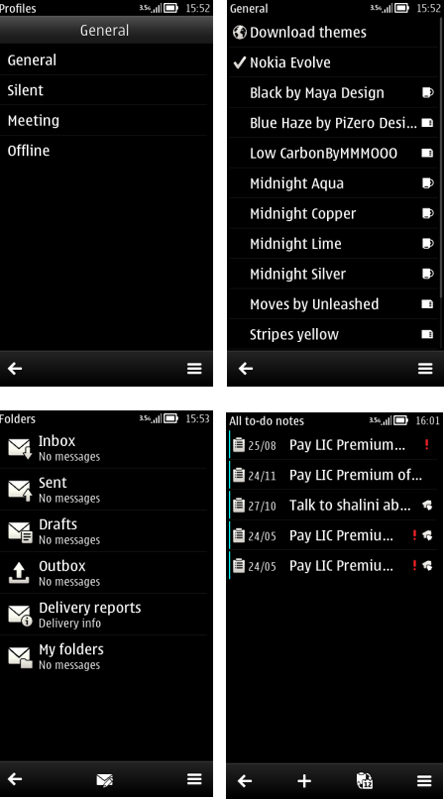 Profiles 3.5G 15:52
General
General
Silent
Meeting
Offline
General 3.5G 15:52
Download themes
Nokia Evolve
Black by Maya Design
Blue Haze by PiZero Desi...
Low CarbonByMMMOOO
Midnight Aqua
Midnight Copper
Midnight Lime
Midnight Silver
Moves by Unleashed
Stripes yellow
Folders 3.5G 15:53
Inbox
No messages
Sent
No messages
Drafts
No messages
Outbox
No messages
Delivery reports
Delivery info
My folders
No messages
All to-do notes 3.5G 16:01
25/08 Pay LIC Premium... !
24/11 Pay LIC Premium of...
27/10 Talk to shalini ab...
24/05 Pay LIC Premiu... !
24/05 Pay LIC Premiu... !
12